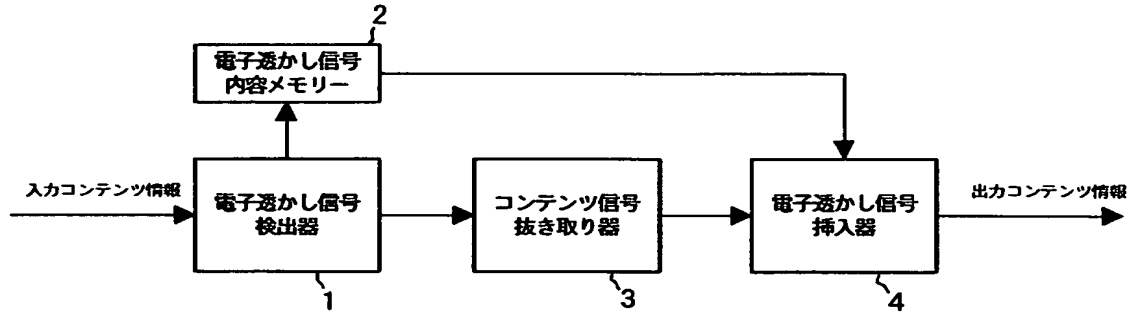 2
電子透かし信号
内容メモリー
入力コンテンツ情報
電子透かし信号
検出器
コンテンツ信号
抜き取り器
電子透かし信号
挿入器
出力コンテンツ情報
1
3
4